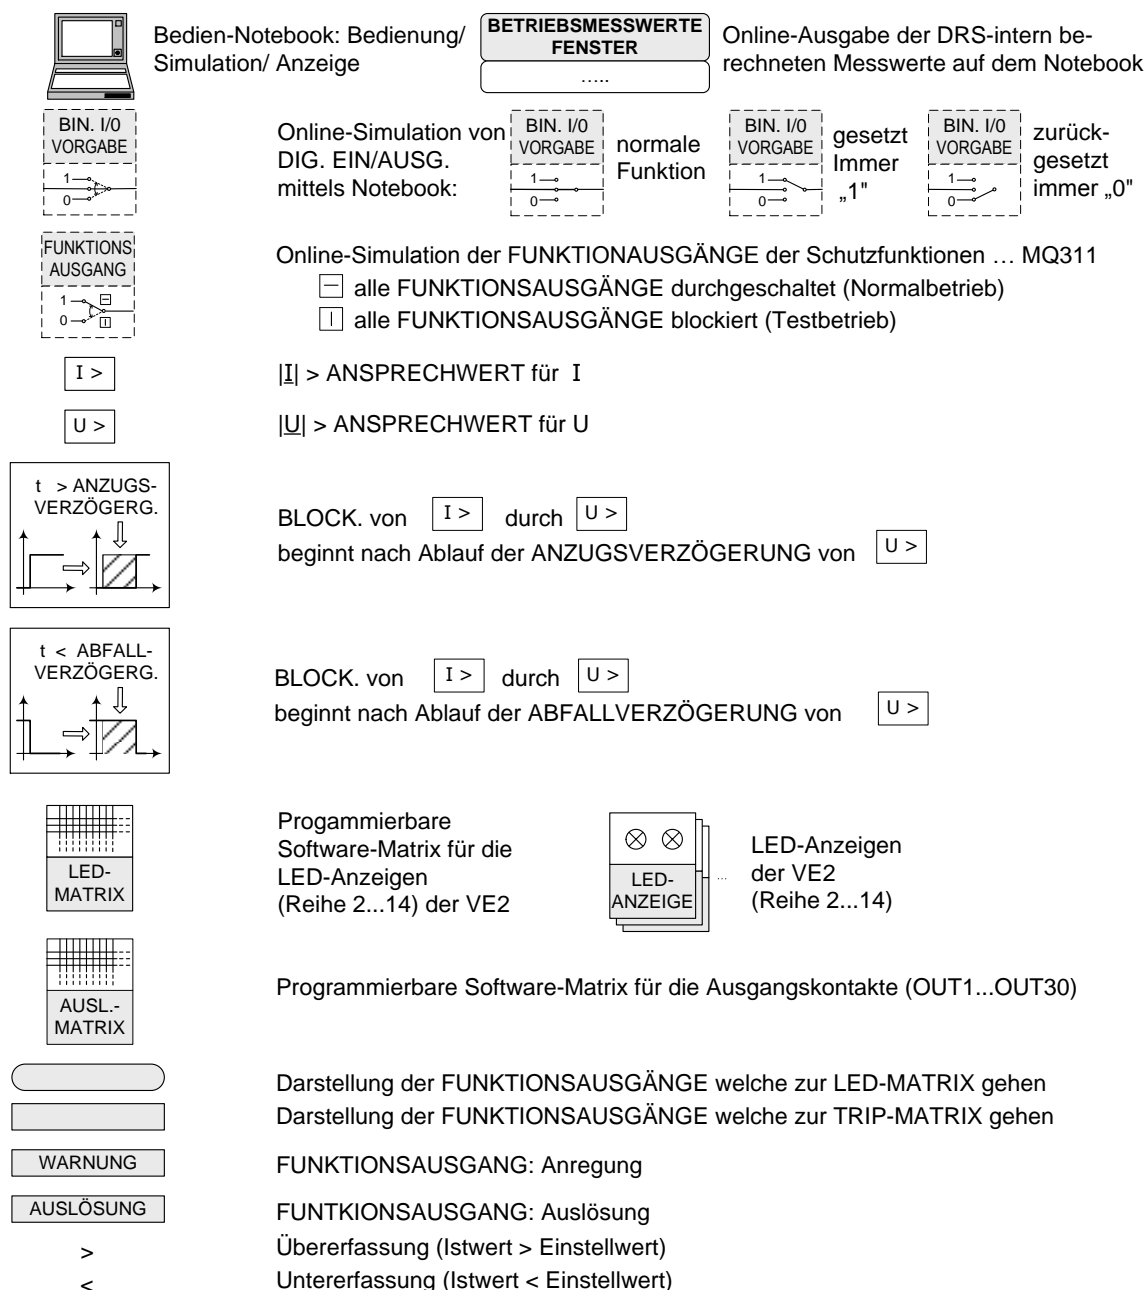 Bedien-Notebook: Bedienung/
Simulation/ Anzeige
BETRIEBSMESSWERTE
FENSTER
.....
Online-Ausgabe der DRS-intern be-
rechneten Messwerte auf dem Notebook
BIN. I/0
VORGABE
1
0
Online-Simulation von
DIG. EIN/AUSG.
mittels Notebook:
BIN. I/0
VORGABE
1
0
normale
Funktion
BIN. I/0
VORGABE
1
0
gesetzt
Immer
„1"
BIN. I/0
VORGABE
1
0
zurück-
gesetzt
immer „0"
FUNKTIONS
AUSGANG
1
0
Online-Simulation der FUNKTIONAUSGÄNGE der Schutzfunktionen … MQ311
alle FUNKTIONSAUSGÄNGE durchgeschaltet (Normalbetrieb)
alle FUNKTIONSAUSGÄNGE blockiert (Testbetrieb)
I >
|I| > ANSPRECHWERT für I
U >
|U| > ANSPRECHWERT für U
t > ANZUGS-
VERZÖGERG.
BLOCK. von I > durch U >
beginnt nach Ablauf der ANZUGSVERZÖGERUNG von U >
t < ABFALL-
VERZÖGERG.
BLOCK. von I > durch U >
beginnt nach Ablauf der ABFALLVERZÖGERUNG von U >
LED-
MATRIX
Progammierbare
Software-Matrix für die
LED-Anzeigen
(Reihe 2...14) der VE2
LED-
ANZEIGE
...
LED-Anzeigen
der VE2
(Reihe 2...14)
AUSL.-
MATRIX
Programmierbare Software-Matrix für die Ausgangskontakte (OUT1...OUT30)
Darstellung der FUNKTIONSAUSGÄNGE welche zur LED-MATRIX gehen
Darstellung der FUNKTIONSAUSGÄNGE welche zur TRIP-MATRIX gehen
WARNUNG
FUNKTIONSAUSGANG: Anregung
AUSLÖSUNG
FUNTKIONSAUSGANG: Auslösung
> Übererfassung (Istwert > Einstellwert)
< Untererfassung (Istwert < Einstellwert)